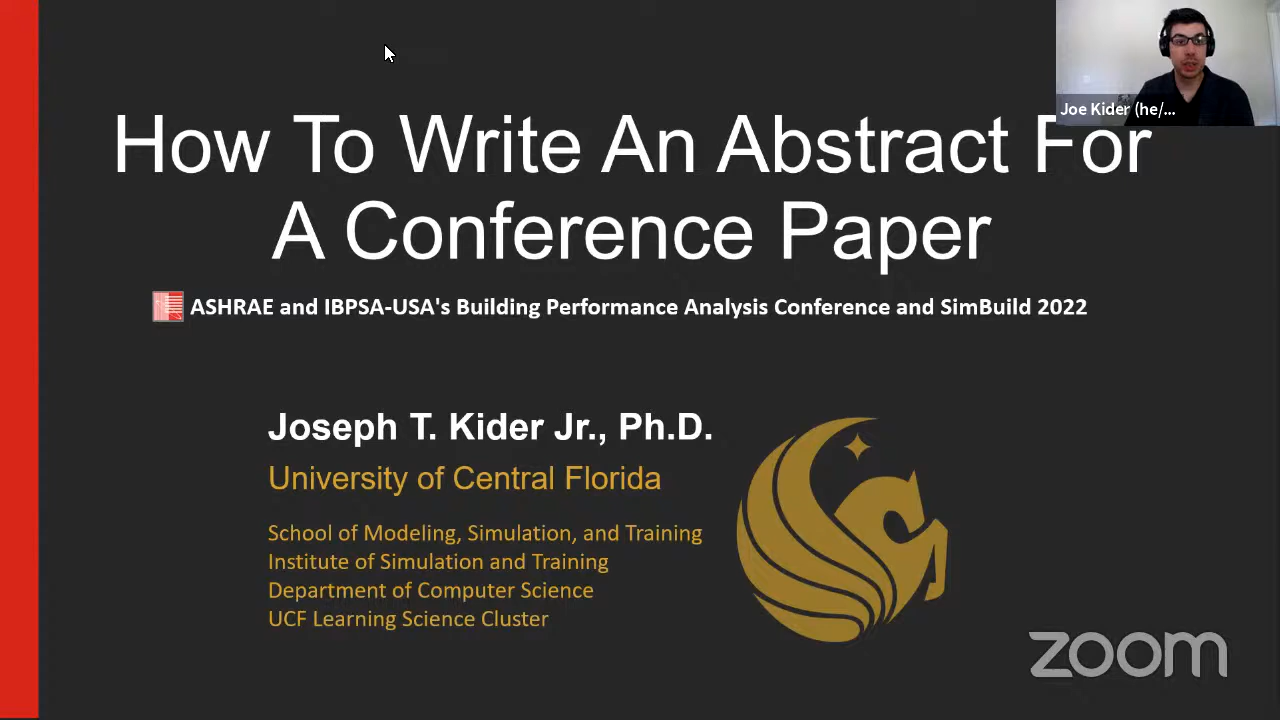 Joe Kider (he/...
How To Write An Abstract For
A Conference Paper
ASHRAE and IBPSA-USA's Building Performance Analysis Conference and SimBuild 2022
Joseph T. Kider Jr., Ph.D.
University of Central Florida
School of Modeling, Simulation, and Training
Institute of Simulation and Training
Department of Computer Science
UCF Learning Science Cluster
zoom